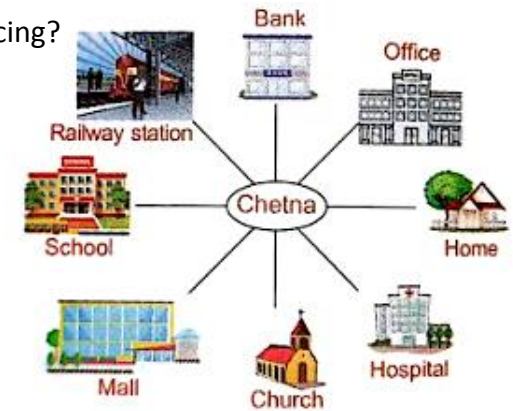 cing?
Bank
Office
Railway station
Chetna
School
Home
Mall
Church
Hospital